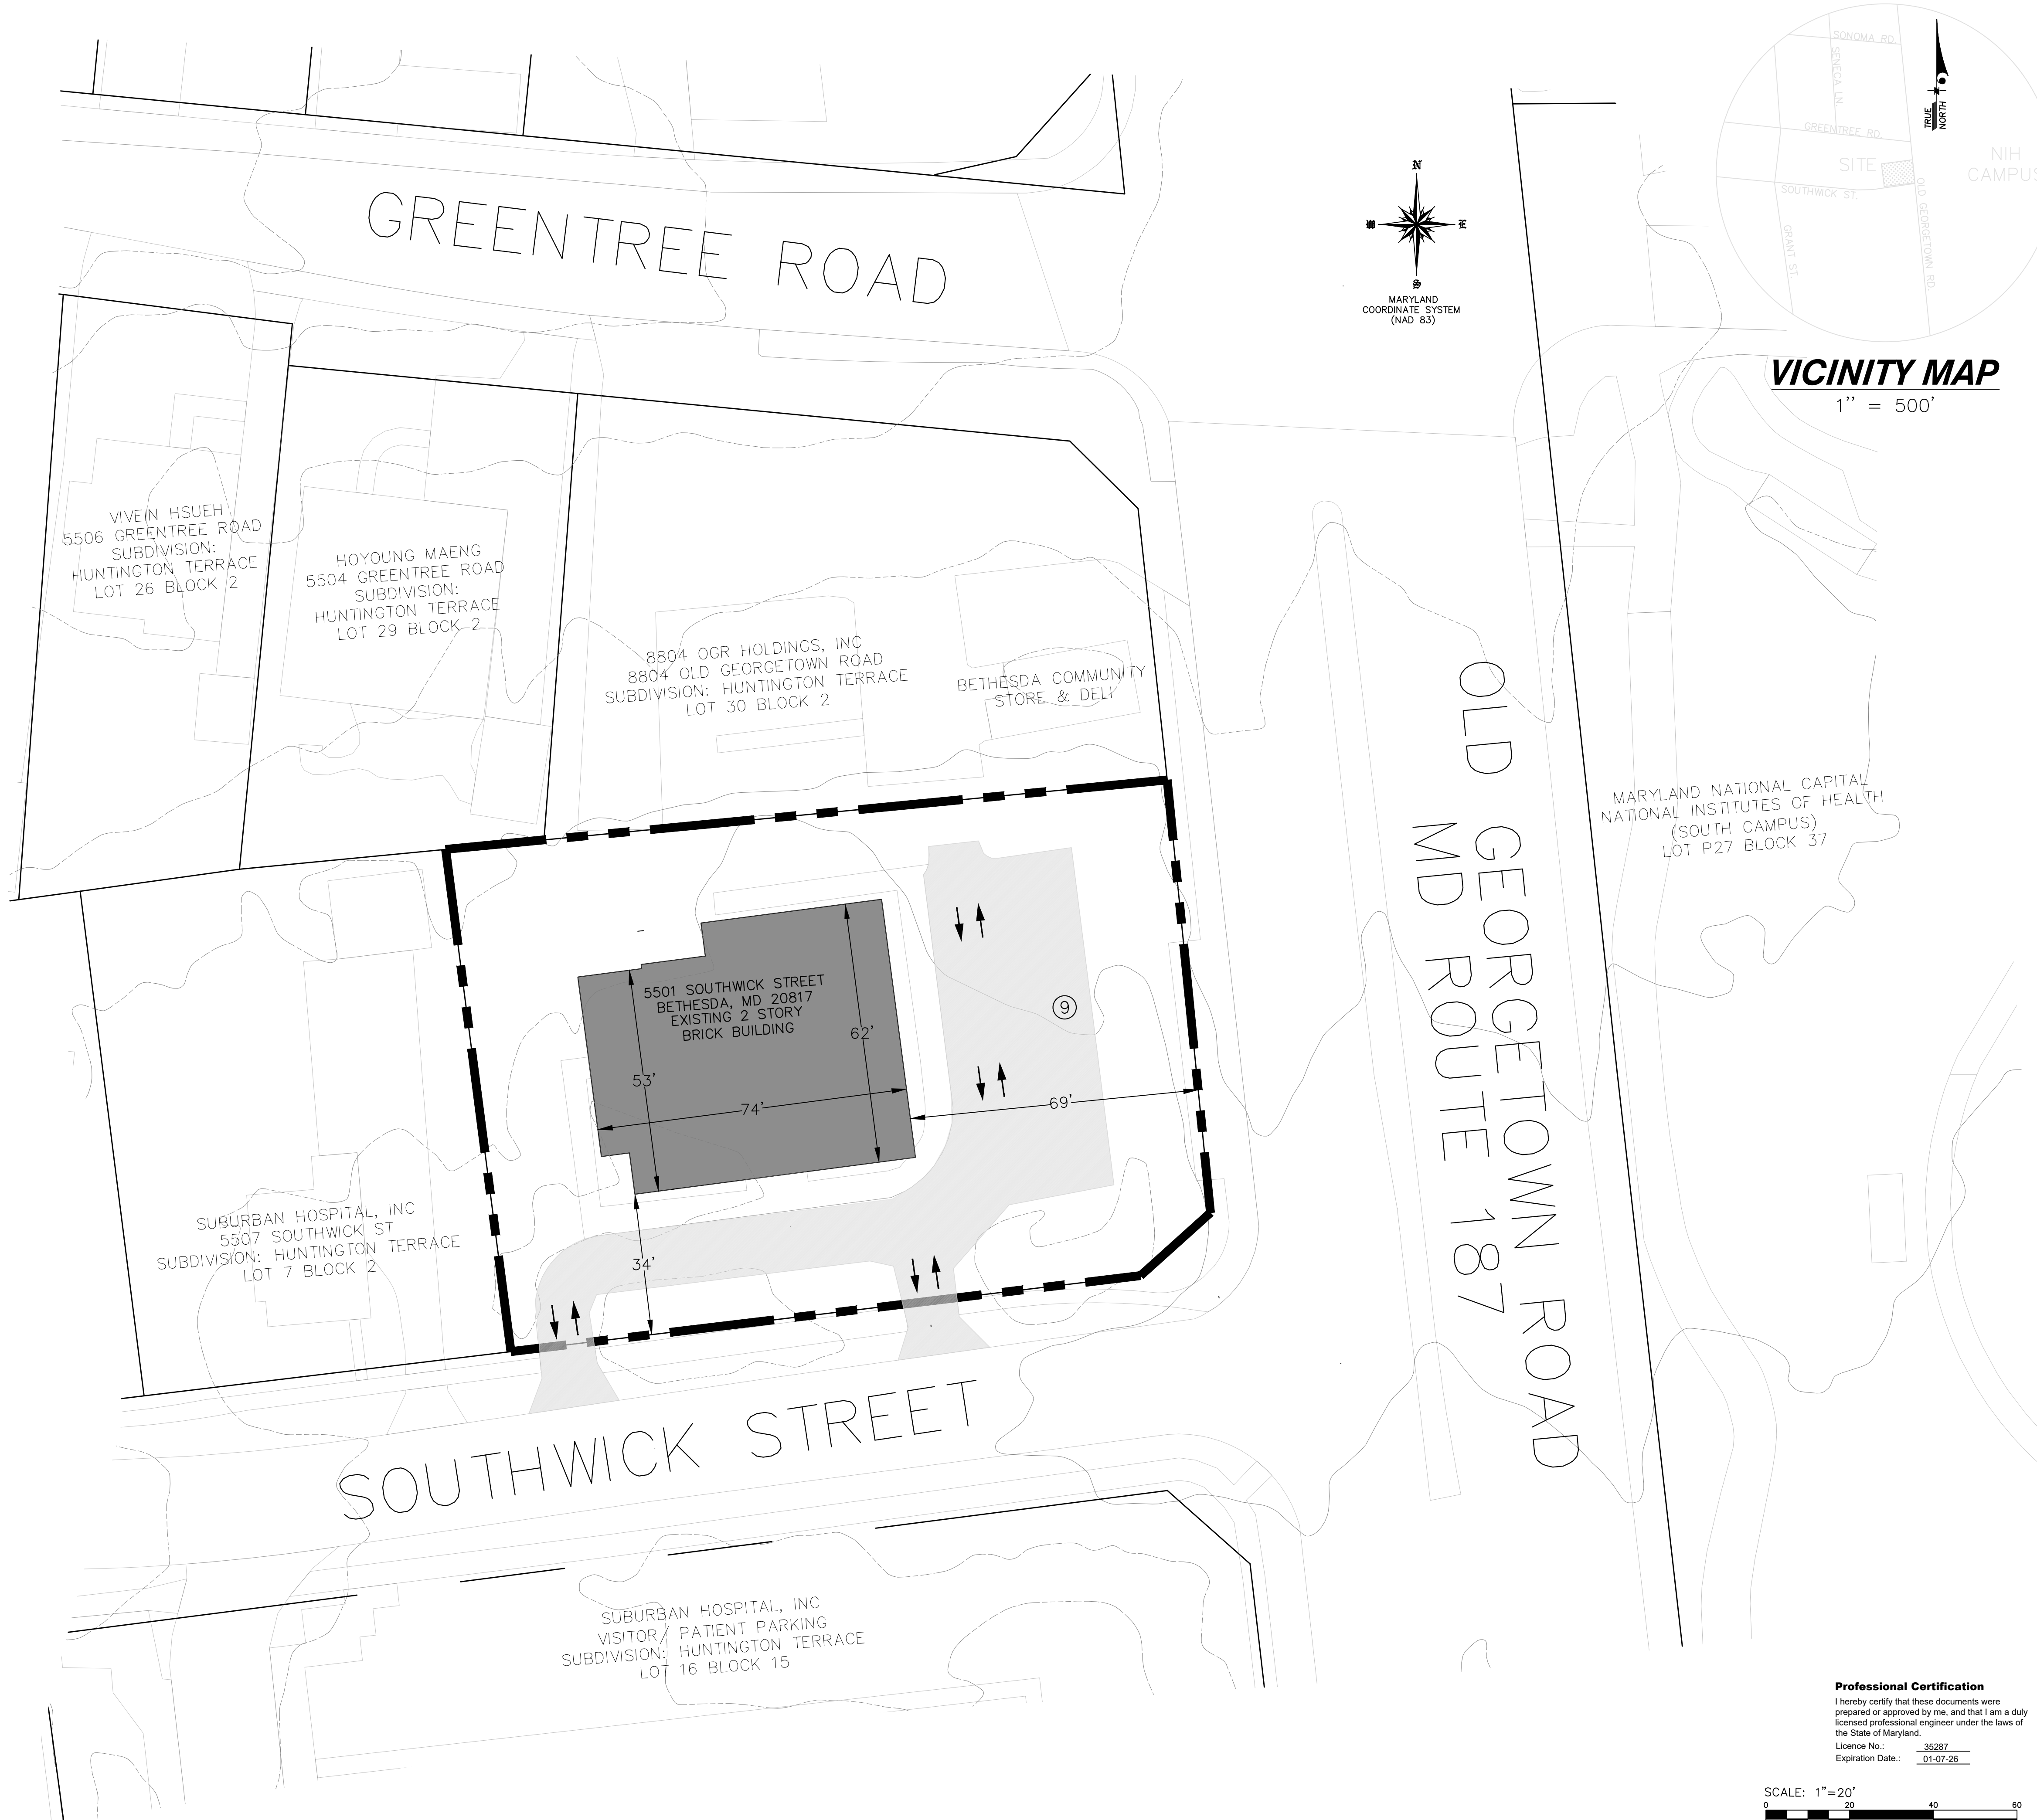 SONOMA RD.
SENECA LN.
GREENTREE RD.
SITE
SOUTHWICK ST.
GRANT ST.
OLD GEORGETOWN RD.
NIH
CAMPUS
TRUE
NORTH
VICINITY MAP
1'' = 500'
N
E
S
MARYLAND
COORDINATE SYSTEM
(NAD 83)
GREENTREE ROAD
VIVEIN HSUEH
5506 GREENTREE ROAD
SUBDIVISION:
HUNTINGTON TERRACE
LOT 26 BLOCK 2
HOYOUNG MAENG
5504 GREENTREE ROAD
SUBDIVISION:
HUNTINGTON TERRACE
LOT 29 BLOCK 2
8804 OGR HOLDINGS, INC
8804 OLD GEORGETOWN ROAD
SUBDIVISION: HUNTINGTON TERRACE
LOT 30 BLOCK 2
BETHESDA COMMUNITY
STORE & DELI
OLD GEORGETOWN ROAD
MD ROUTE 187
MARYLAND NATIONAL CAPITAL
NATIONAL INSTITUTES OF HEALTH
(SOUTH CAMPUS)
LOT P27 BLOCK 37
5501 SOUTHWICK STREET
BETHESDA, MD 20817
EXISTING 2 STORY
BRICK BUILDING
62'
53'
74'
69'
9
34'
SUBURBAN HOSPITAL, INC
5507 SOUTHWICK ST
SUBDIVISION: HUNTINGTON TERRACE
LOT 7 BLOCK 2
SOUTHWICK STREET
SUBURBAN HOSPITAL, INC
VISITOR/ PATIENT PARKING
SUBDIVISION: HUNTINGTON TERRACE
LOT 16 BLOCK 15
Professional Certification
I hereby certify that these documents were
prepared or approved by me, and that I am a duly
licensed professional engineer under the laws of
the State of Maryland.
Licence No.: 35287
Expiration Date.: 01-07-26
SCALE: 1"=20'
0 20 40 60